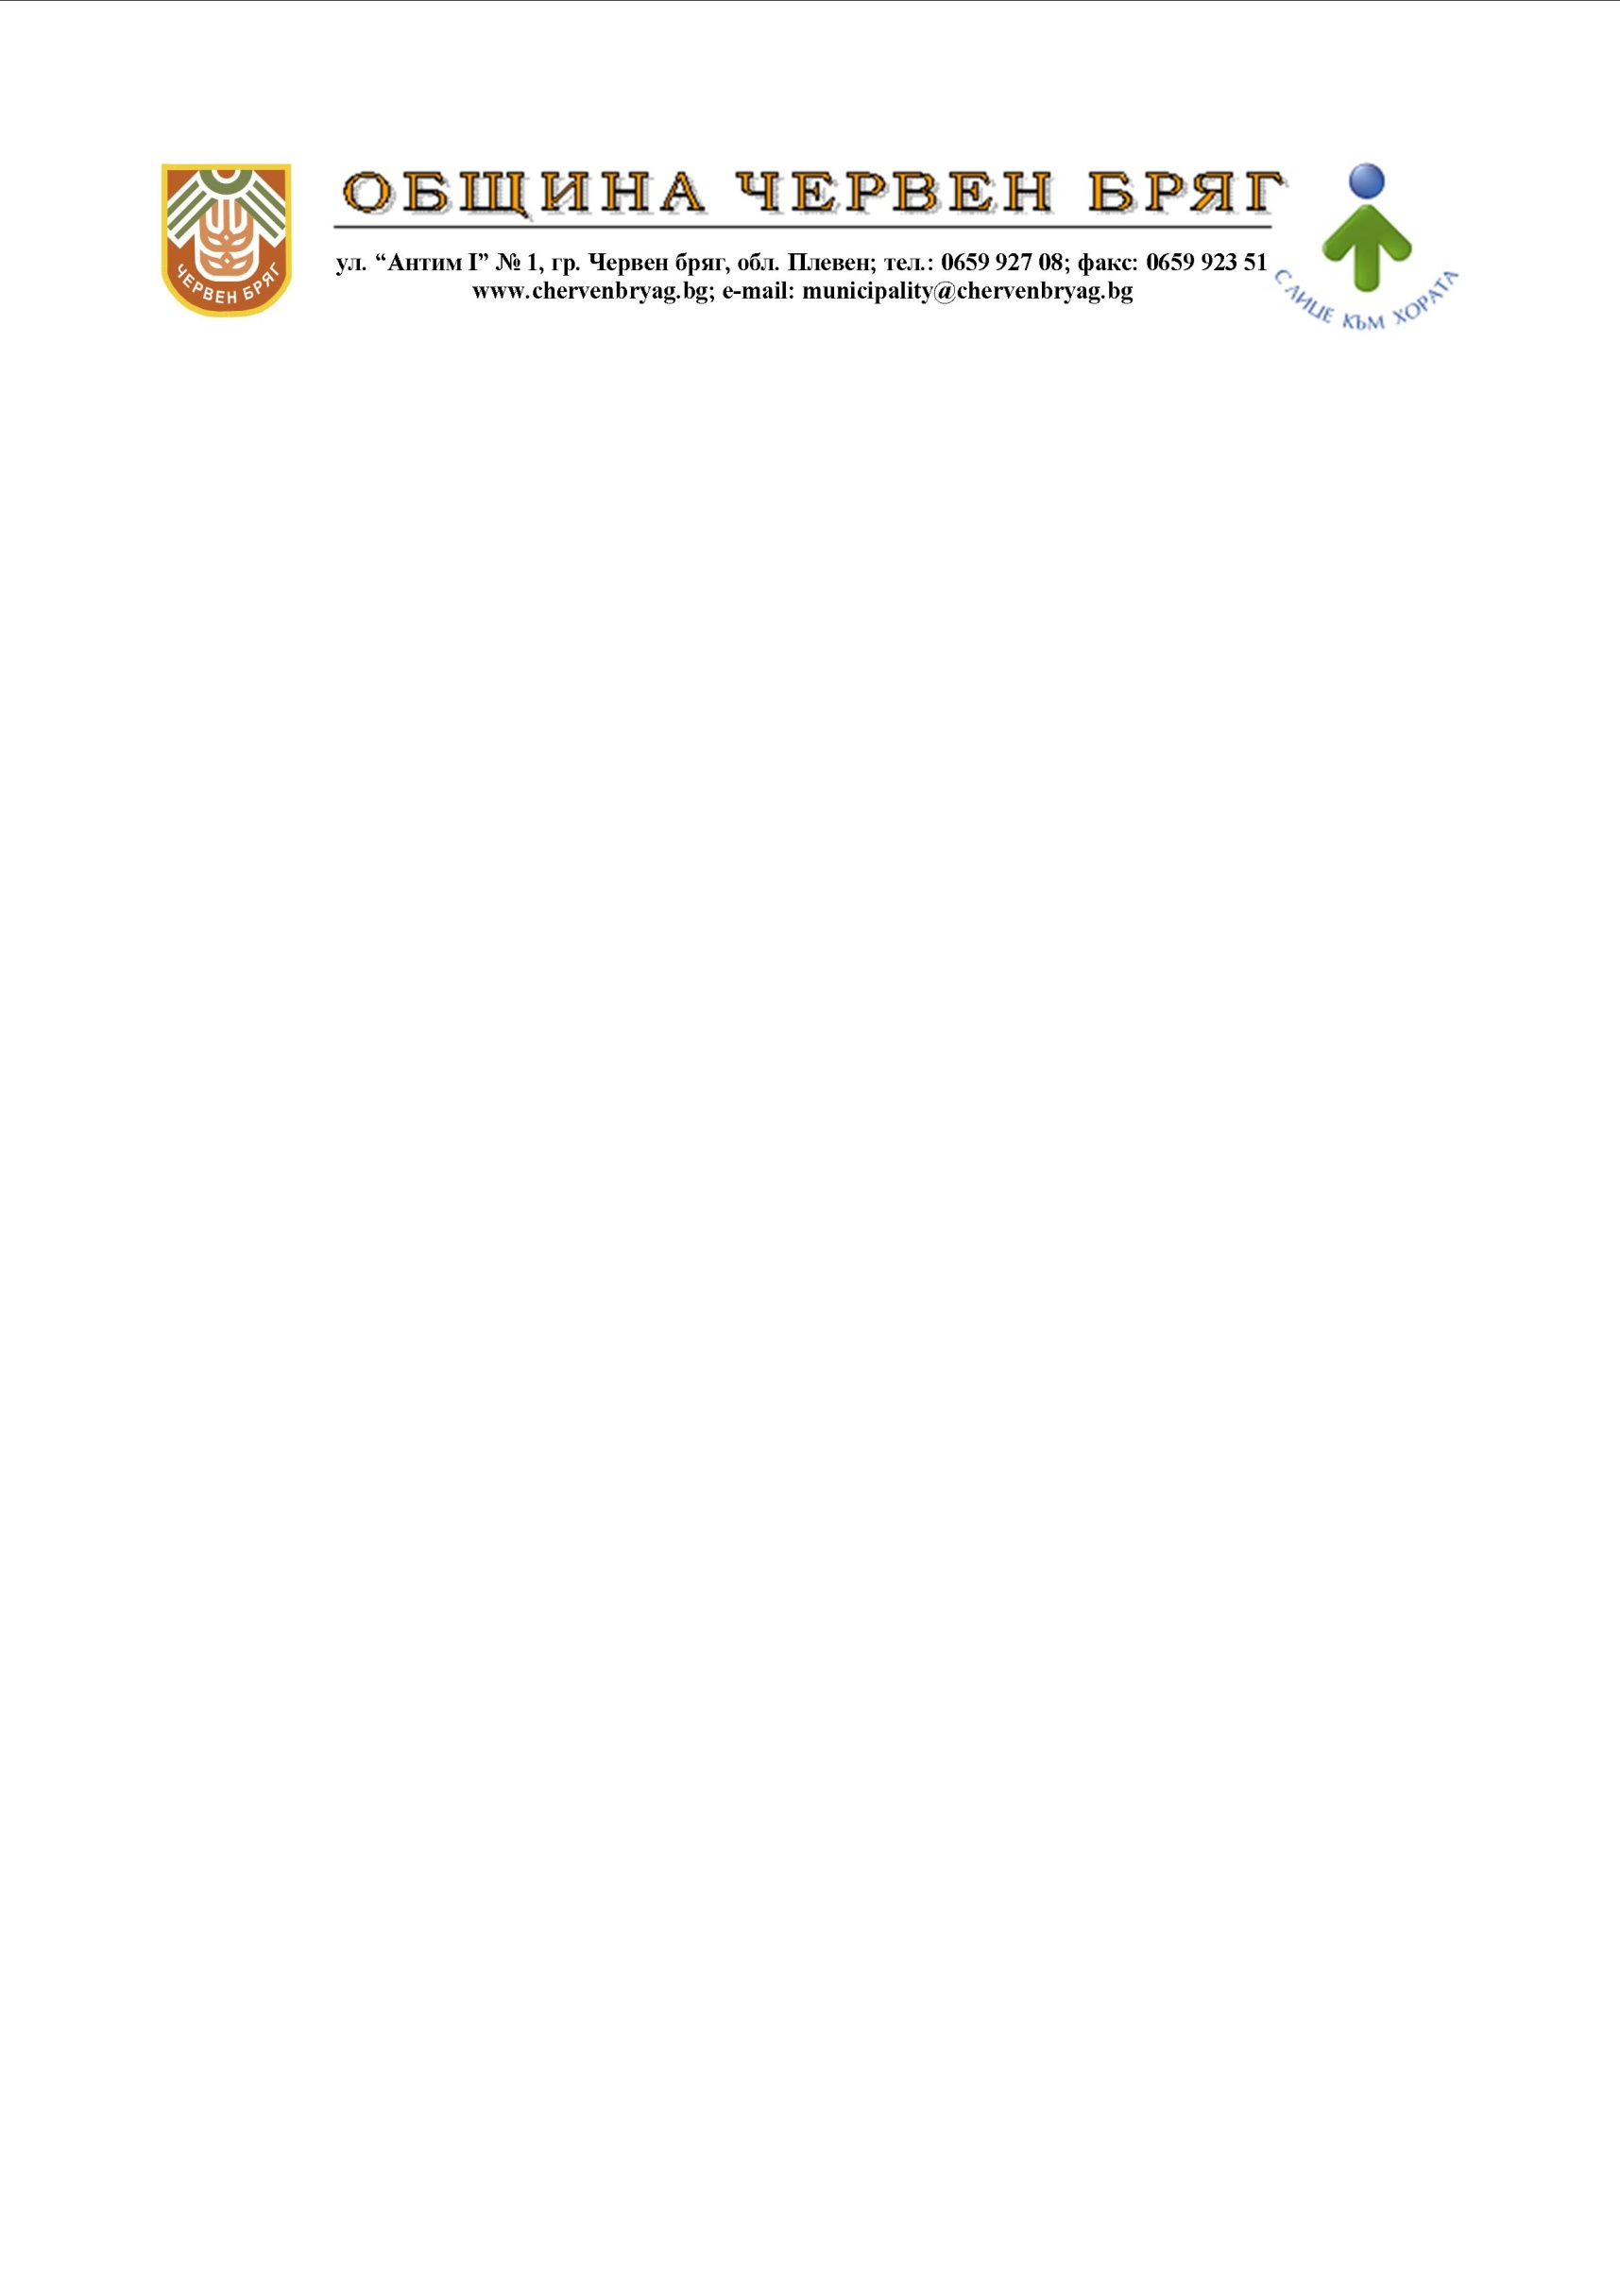 ОБЩИНА ЧЕРВЕН БРЯГ
ул. “Антим I” № 1, гр. Червен бряг, обл. Плевен; тел.: 0659 927 08; факс: 0659 923 51
www.chervenbryag.bg; e-mail: municipality@chervenbryag.bg
ЧЕРВЕН БРЯГ
С ЛИЦЕ КЪМ ХОРАТА